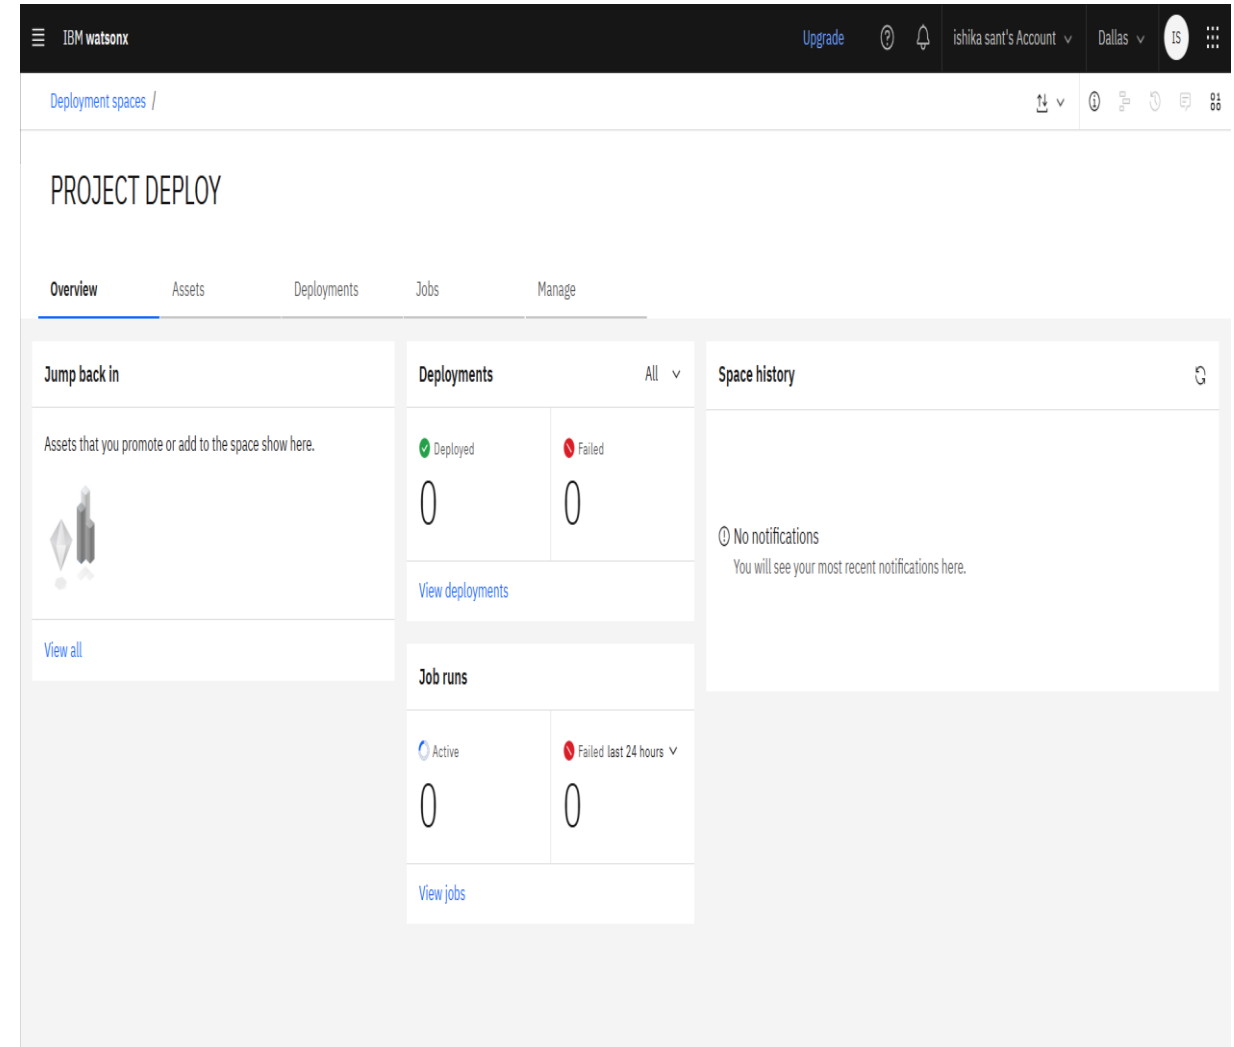 IBM watsonx
Upgrade
ishika sant's Account
Dallas
IS
Deployment spaces /
PROJECT DEPLOY
Overview
Assets
Deployments
Jobs
Manage
Jump back in
Assets that you promote or add to the space show here.
View all
Deployments
All
Deployed
Failed
0
0
View deployments
Job runs
Active
Failed last 24 hours
0
0
View jobs
Space history
No notifications
You will see your most recent notifications here.